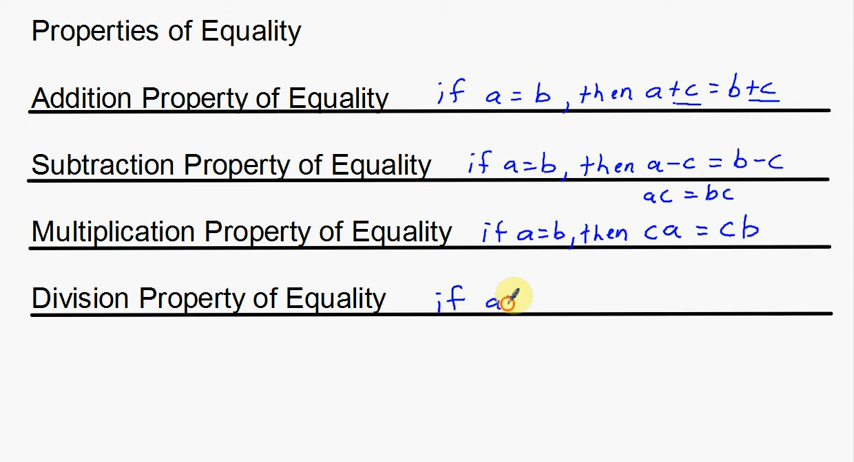 Properties of Equality
Addition Property of Equality if a = b, then a+c = b+c
Subtraction Property of Equality if a=b, then a-c = b-c
ac = bc
Multiplication Property of Equality if a=b, then ca = cb
Division Property of Equality if a